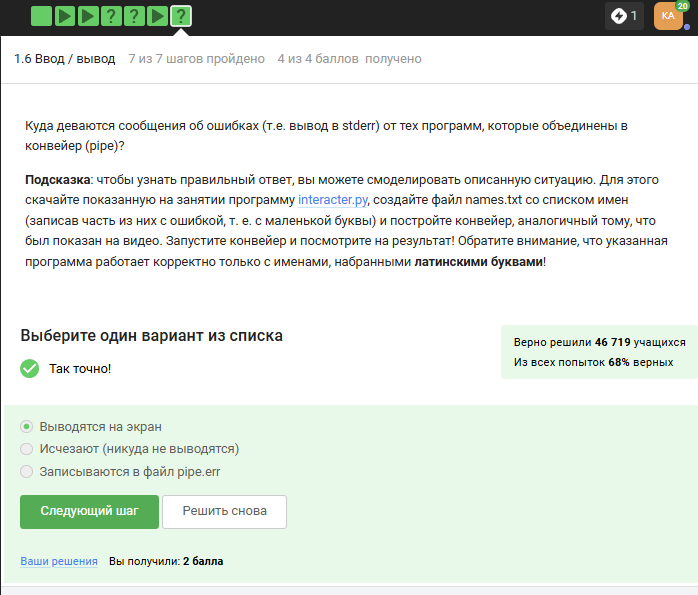 ? ? ?
1
КА
20
1.6 Ввод / вывод 7 из 7 шагов пройдено 4 из 4 баллов получено
Куда деваются сообщения об ошибках (т.е. вывод в stderr) от тех программ, которые объединены в
конвейер (pipe)?
Подсказка: чтобы узнать правильный ответ, вы можете смоделировать описанную ситуацию. Для этого
скачайте показанную на занятии программу interacter.py, создайте файл names.txt со списком имен
(записав часть из них с ошибкой, т. е. с маленькой буквы) и постройте конвейер, аналогичный тому, что
был показан на видео. Запустите конвейер и посмотрите на результат! Обратите внимание, что указанная
программа работает корректно только с именами, набранными латинскими буквами!
Выберите один вариант из списка
Верно решили 46 719 учащихся
Из всех попыток 68% верных
Так точно!
Выводятся на экран
Исчезают (никуда не выводятся)
Записываются в файл pipe.err
Следующий шаг Решить снова
Ваши решения Вы получили: 2 балла